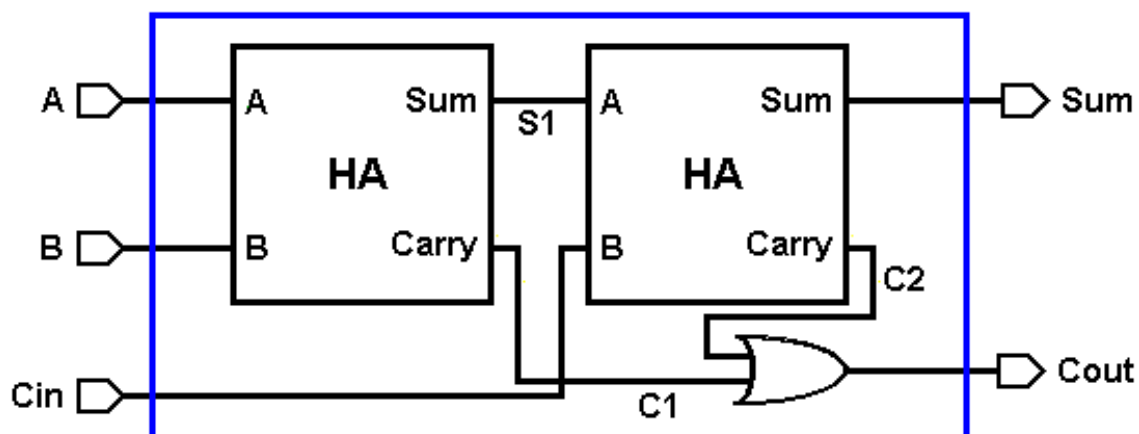 A A Sum S1 A Sum Sum
HA HA
B B Carry B Carry
C2
Cin C1 Cout